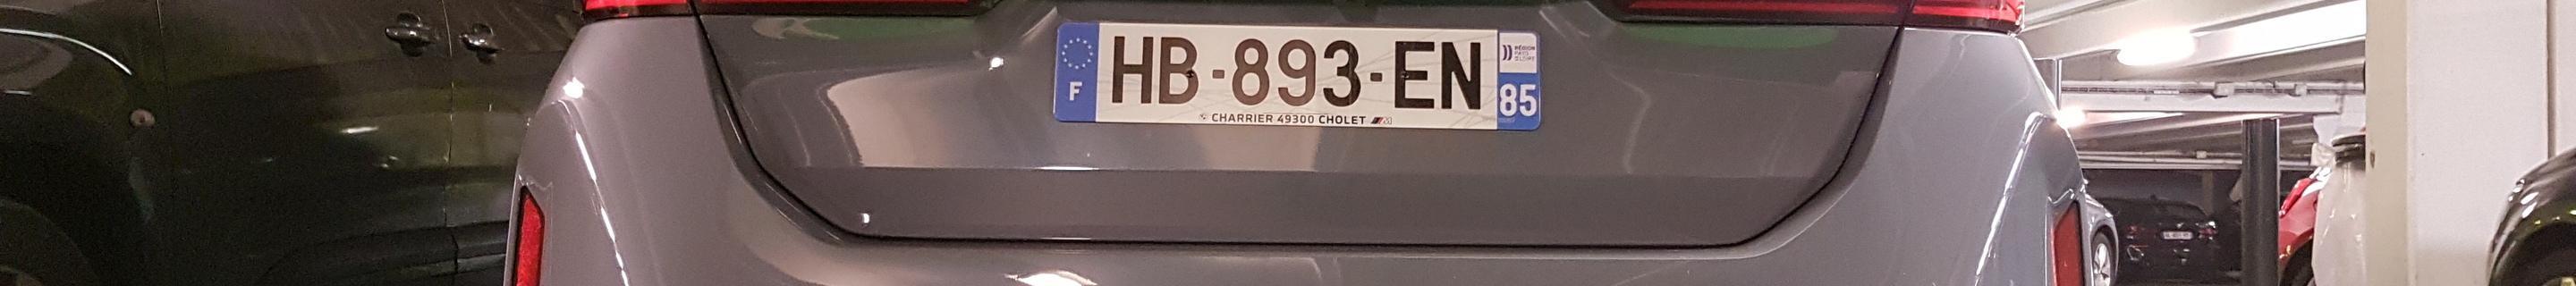 F
HB-893-EN
RÉGION
PAYS
DE LA LOIRE
85
CHARRIER 49300 CHOLET